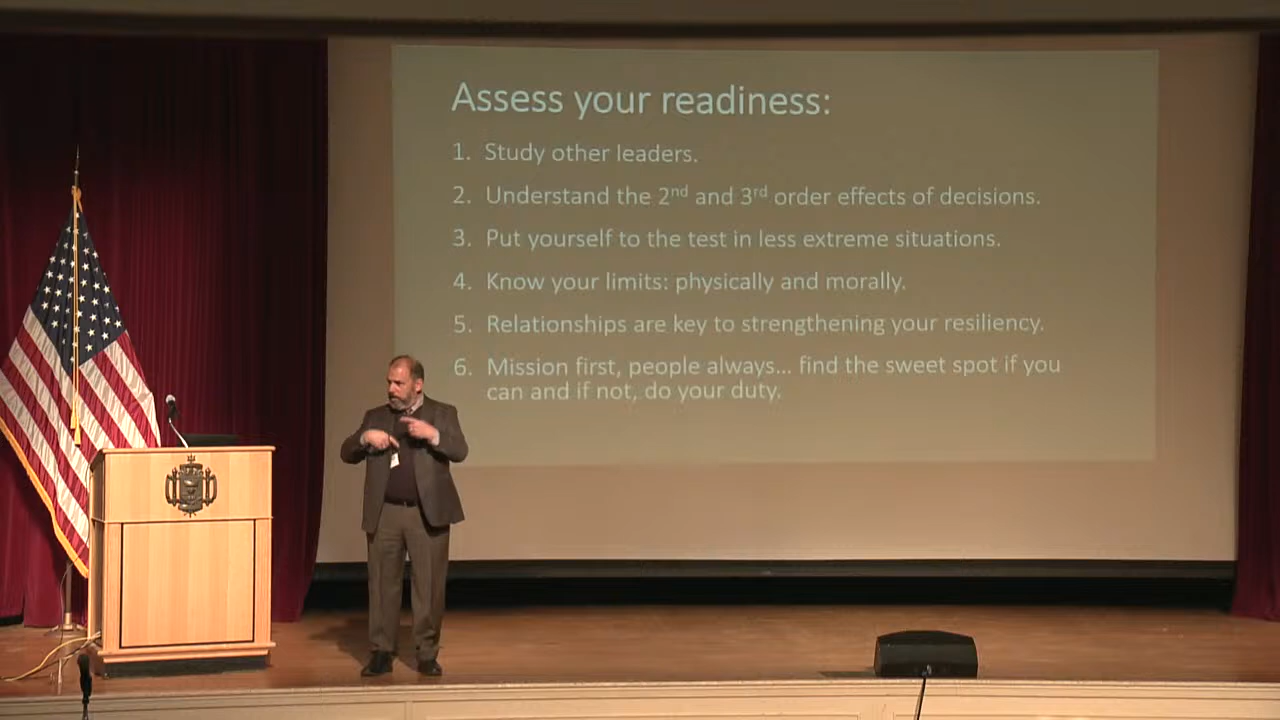 Assess your readiness:
1. Study other leaders.
2. Understand the 2nd and 3rd order effects of decisions.
3. Put yourself to the test in less extreme situations.
4. Know your limits: physically and morally.
5. Relationships are key to strengthening your resiliency.
6. Mission first, people always... find the sweet spot if you
can and if not, do your duty.